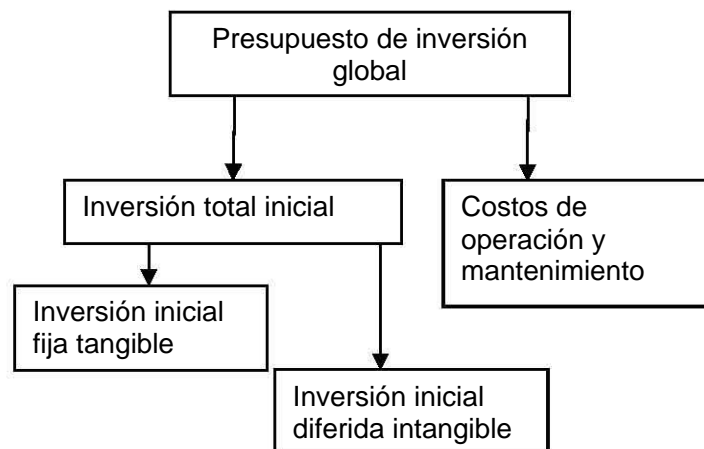 Presupuesto de inversión
global
Inversión total inicial
Costos de
operación y
mantenimiento
Inversión inicial
fija tangible
Inversión inicial
diferida intangible